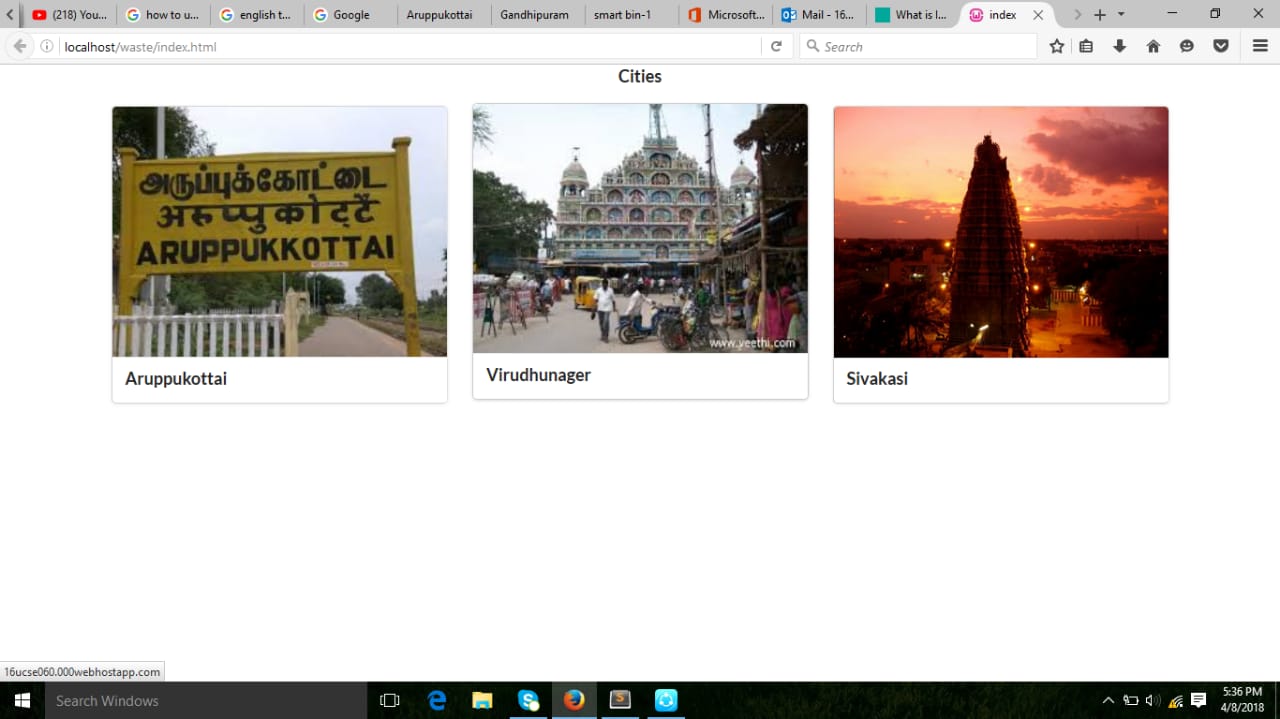 (218) You... how to u... english t... Google Aruppukottai Gandhipuram smart bin-1 Microsoft... Mail - 16... What is l... index
localhost/waste/index.html Search
Cities
அருப்புக்கோட்டை
अरुप्पुकोट्टै
ARUPPUKKOTTAI
www.yeethi.com
Aruppukottai
Virudhunager
Sivakasi
16ucse060.000webhostapp.com
Search Windows
5:36 PM
4/8/2018